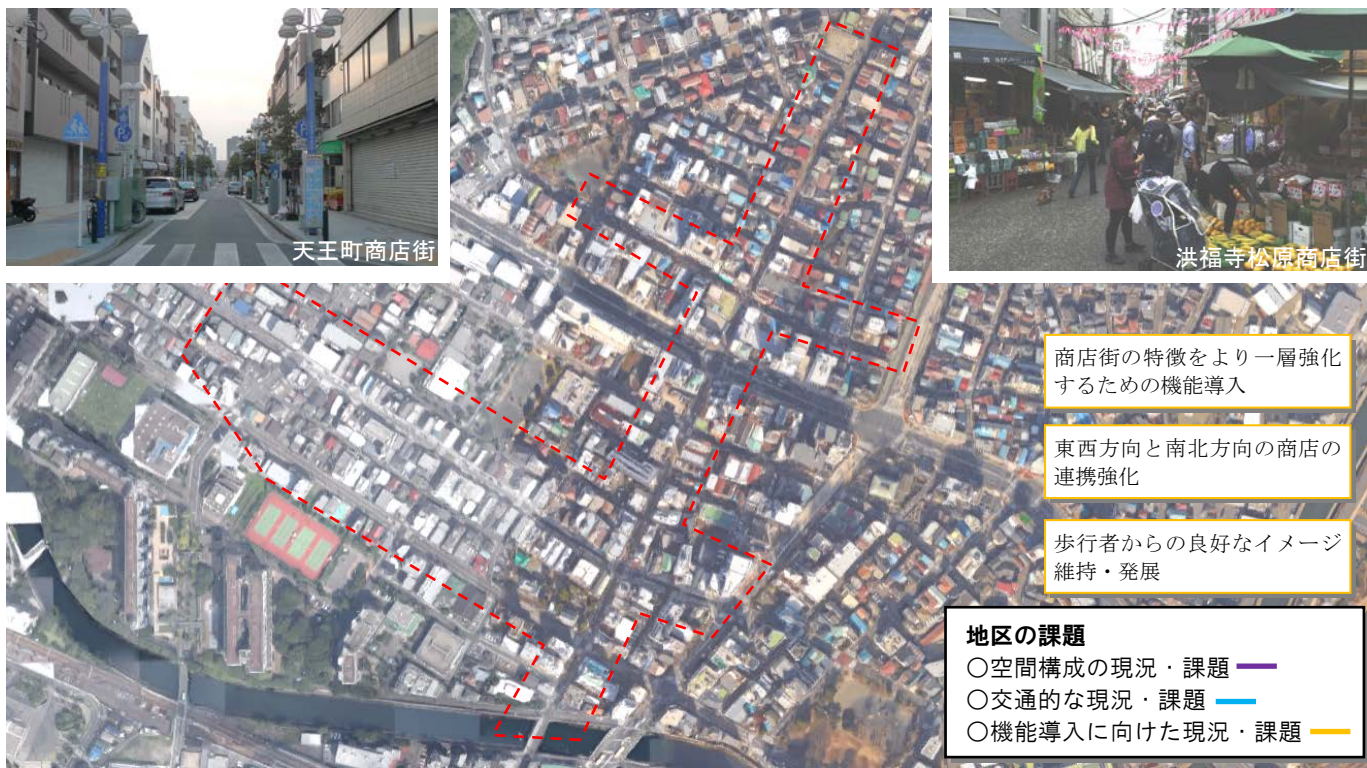 天王町商店街
洪福寺松原商店街
商店街の特徴をより一層強化
するための機能導入
東西方向と南北方向の商店の
連携強化
歩行者からの良好なイメージ
維持・発展
地区の課題
〇空間構成の現況・課題
〇交通的な現況・課題
〇機能導入に向けた現況・課題